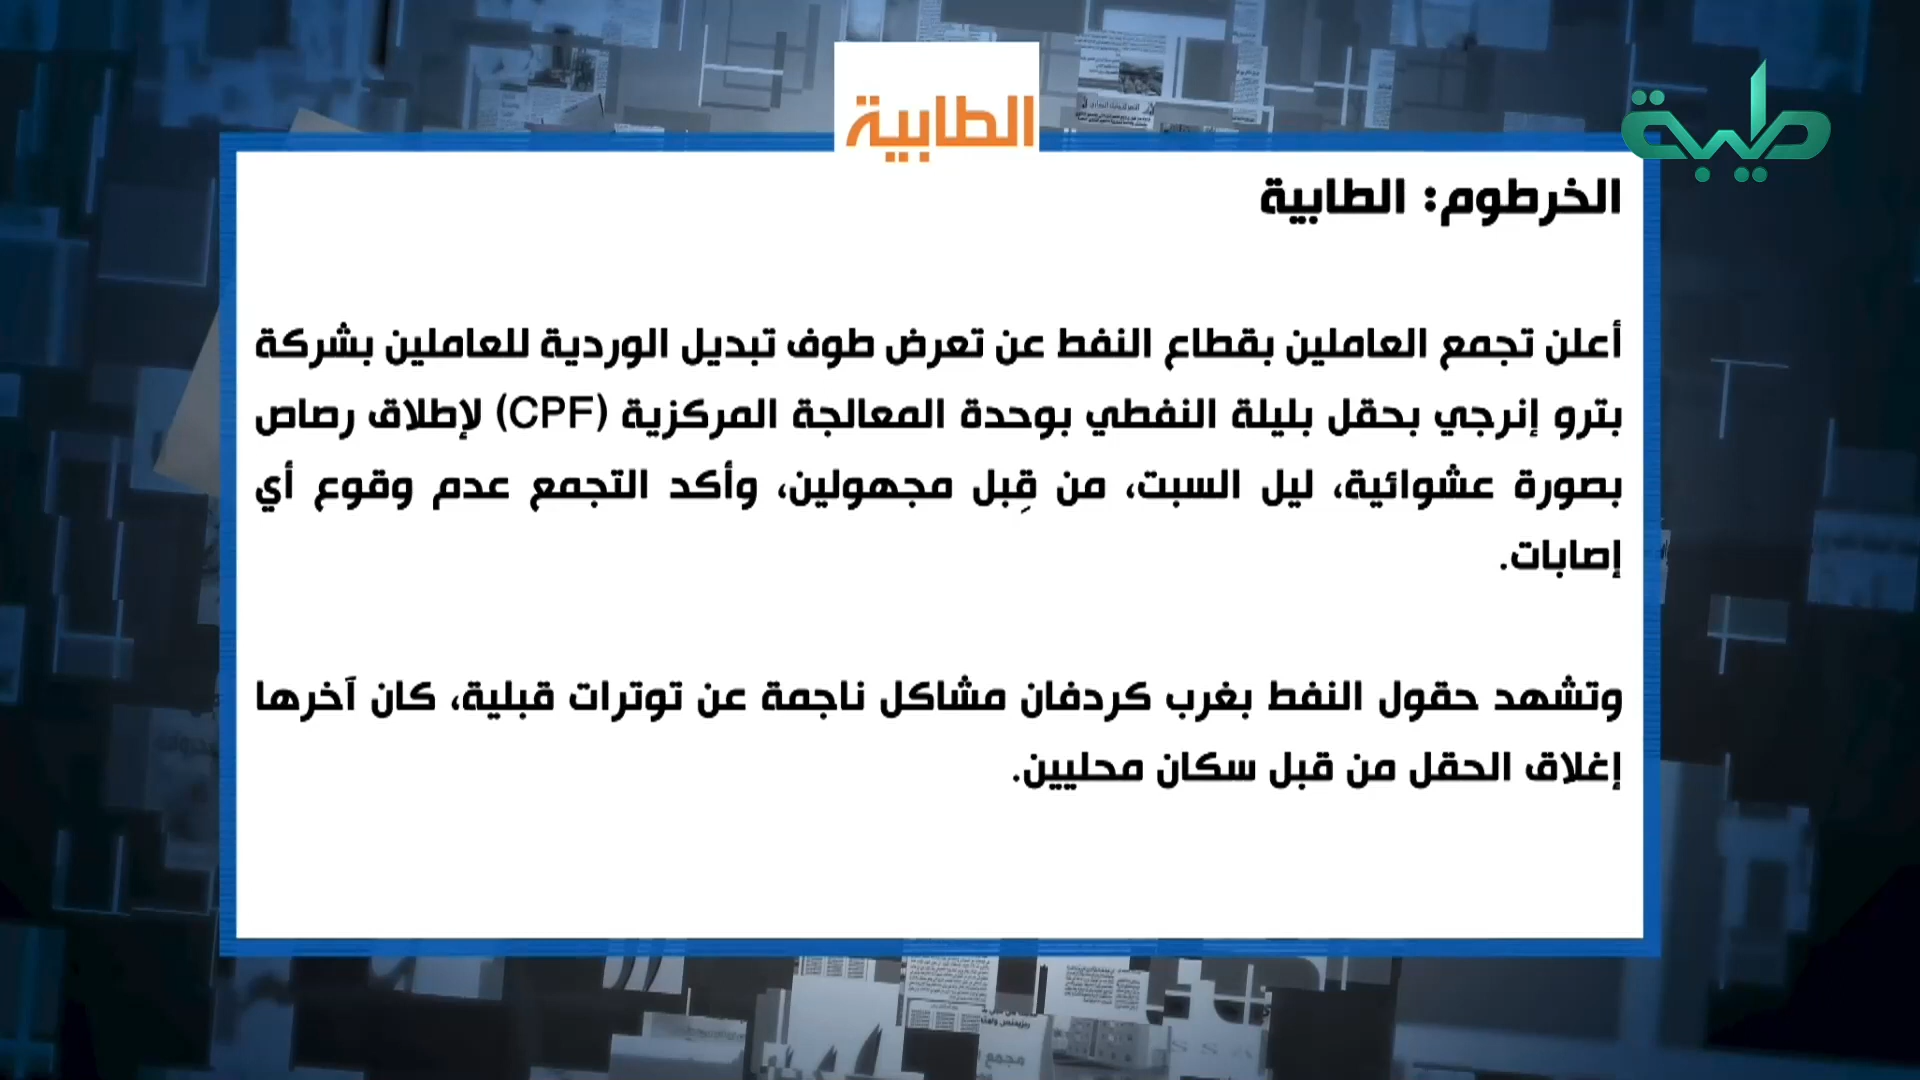 الطابية
طيبة
الخرطوم: الطابية
أعلن تجمع العاملين بقطاع النفط عن تعرض طوف تبديل الوردية للعاملين بشركة
بترو إنرجي بحقل بليلة النفطي بوحدة المعالجة المركزية (CPF) لإطلاق رصاص
بصورة عشوائية، ليل السبت، من قِبل مجهولين، وأكد التجمع عدم وقوع أي
إصابات.
وتشهد حقول النفط بغرب كردفان مشاكل ناجمة عن توترات قبلية، كان آخرها
إغلاق الحقل من قبل سكان محليين.